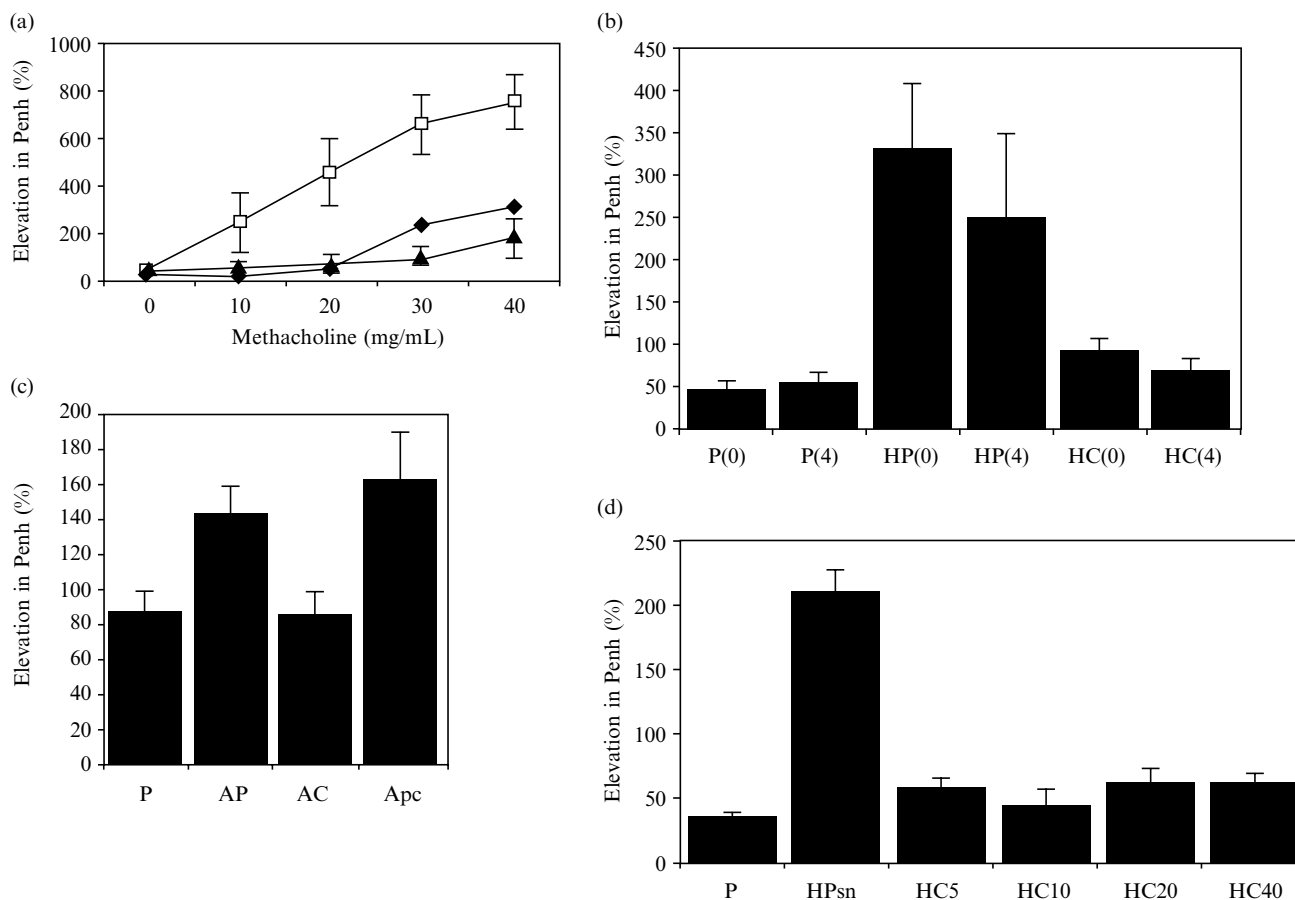 (a)
Elevation in Penh (%)
1000
800
600
400
200
0
0 10 20 30 40
Methacholine (mg/mL)
(b)
Elevation in Penh (%)
450
400
350
300
250
200
150
100
50
0
P(0) P(4) HP(0) HP(4) HC(0) HC(4)
(c)
Elevation in Penh (%)
200
180
160
140
120
100
80
60
40
20
0
P AP AC Apc
(d)
Elevation in Penh (%)
250
200
150
100
50
0
P HPsn HC5 HC10 HC20 HC40